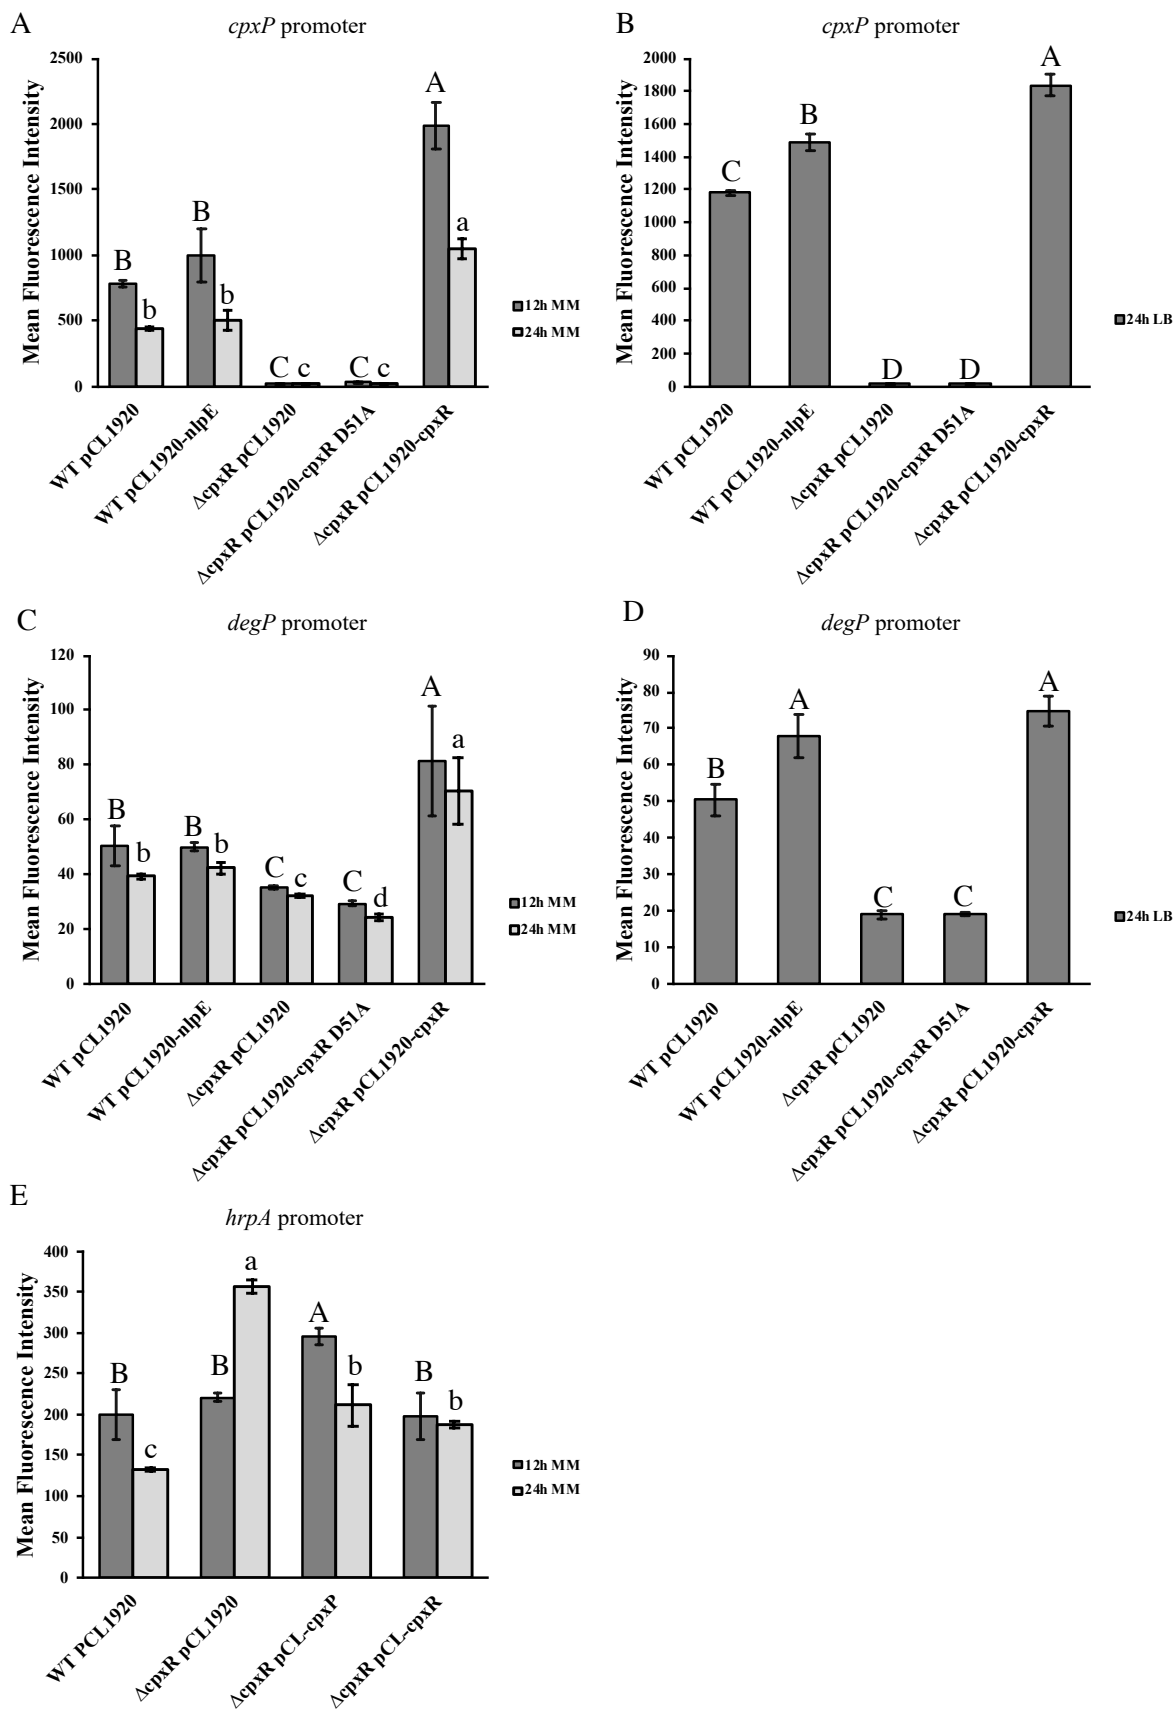 A
cpxP promoter
Mean Fluorescence Intensity
2500
2000
1500
1000
500
0
B
b
B
b
C c
C c
A
a
12h MM
24h MM
WT pCL1920
WT pCL1920-nlpE
ΔcpxR pCL1920
ΔcpxR pCL1920-cpxR D51A
ΔcpxR pCL1920-cpxR
B
cpxP promoter
Mean Fluorescence Intensity
2000
1800
1600
1400
1200
1000
800
600
400
200
0
C
B
D
D
A
24h LB
WT pCL1920
WT pCL1920-nlpE
ΔcpxR pCL1920
ΔcpxR pCL1920-cpxR D51A
ΔcpxR pCL1920-cpxR
C
degP promoter
Mean Fluorescence Intensity
120
100
80
60
40
20
0
B
b
B
b
C
c
C
d
A
a
12h MM
24h MM
WT pCL1920
WT pCL1920-nlpE
ΔcpxR pCL1920
ΔcpxR pCL1920-cpxR D51A
ΔcpxR pCL1920-cpxR
D
degP promoter
Mean Fluorescence Intensity
90
80
70
60
50
40
30
20
10
0
B
A
C
C
A
24h LB
WT pCL1920
WT pCL1920-nlpE
ΔcpxR pCL1920
ΔcpxR pCL1920-cpxR D51A
ΔcpxR pCL1920-cpxR
E
hrpA promoter
Mean Fluorescence Intensity
400
350
300
250
200
150
100
50
0
B
c
B
a
A
b
B
b
12h MM
24h MM
WT PCL1920
ΔcpxR pCL1920
ΔcpxR pCL-cpxP
ΔcpxR pCL-cpxR